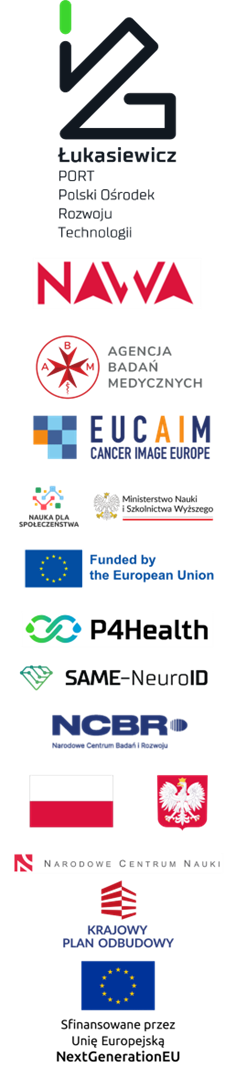 Łukasiewicz
PORT
Polski Ośrodek
Rozwoju
Technologii
NAWA
A B M
AGENCJA
BADAŃ
MEDYCZNYCH
EUCAIM
CANCER IMAGE EUROPE
NAUKA DLA
SPOŁECZEŃSTWA
Ministerstwo Nauki
i Szkolnictwa Wyższego
Funded by
the European Union
P4Health
SAME-NeuroID
NCBR
Narodowe Centrum Badań i Rozwoju
NARODOWE CENTRUM NAUKI
KRAJOWY
PLAN ODBUDOWY
Sfinansowane przez
Unię Europejską
NextGenerationEU